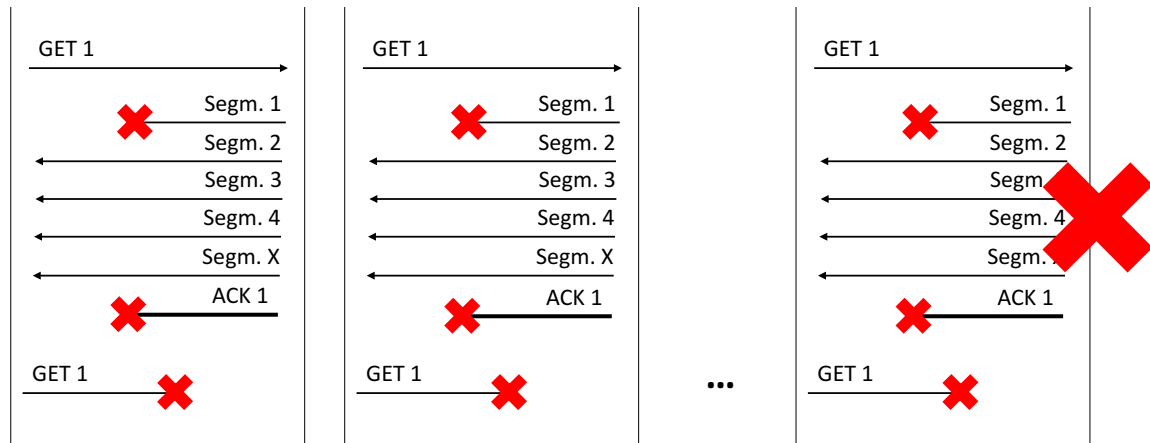 GET 1
Segm. 1
Segm. 2
Segm. 3
Segm. 4
Segm. X
ACK 1
GET 1
GET 1
Segm. 1
Segm. 2
Segm. 3
Segm. 4
Segm. X
ACK 1
GET 1
...
GET 1
Segm. 1
Segm. 2
Segm.
Segm. 4
Segm.
ACK 1
GET 1